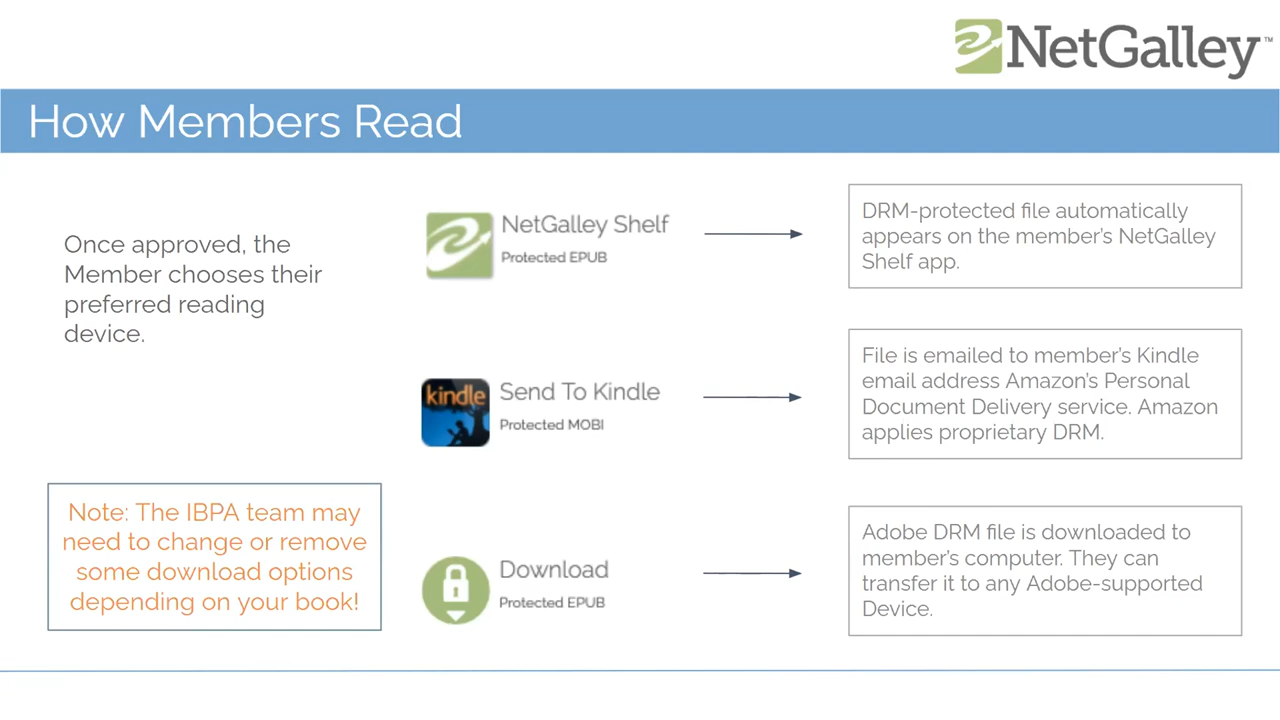 NetGalley™
How Members Read
Once approved, the
Member chooses their
preferred reading
device.
NetGalley Shelf
Protected EPUB
DRM-protected file automatically
appears on the member's NetGalley
Shelf app.
kindle
Send To Kindle
Protected MOBI
File is emailed to member's Kindle
email address Amazon's Personal
Document Delivery service. Amazon
applies proprietary DRM.
Note: The IBPA team may
need to change or remove
some download options
depending on your book!
Download
Protected EPUB
Adobe DRM file is downloaded to
member's computer. They can
transfer it to any Adobe-supported
Device.